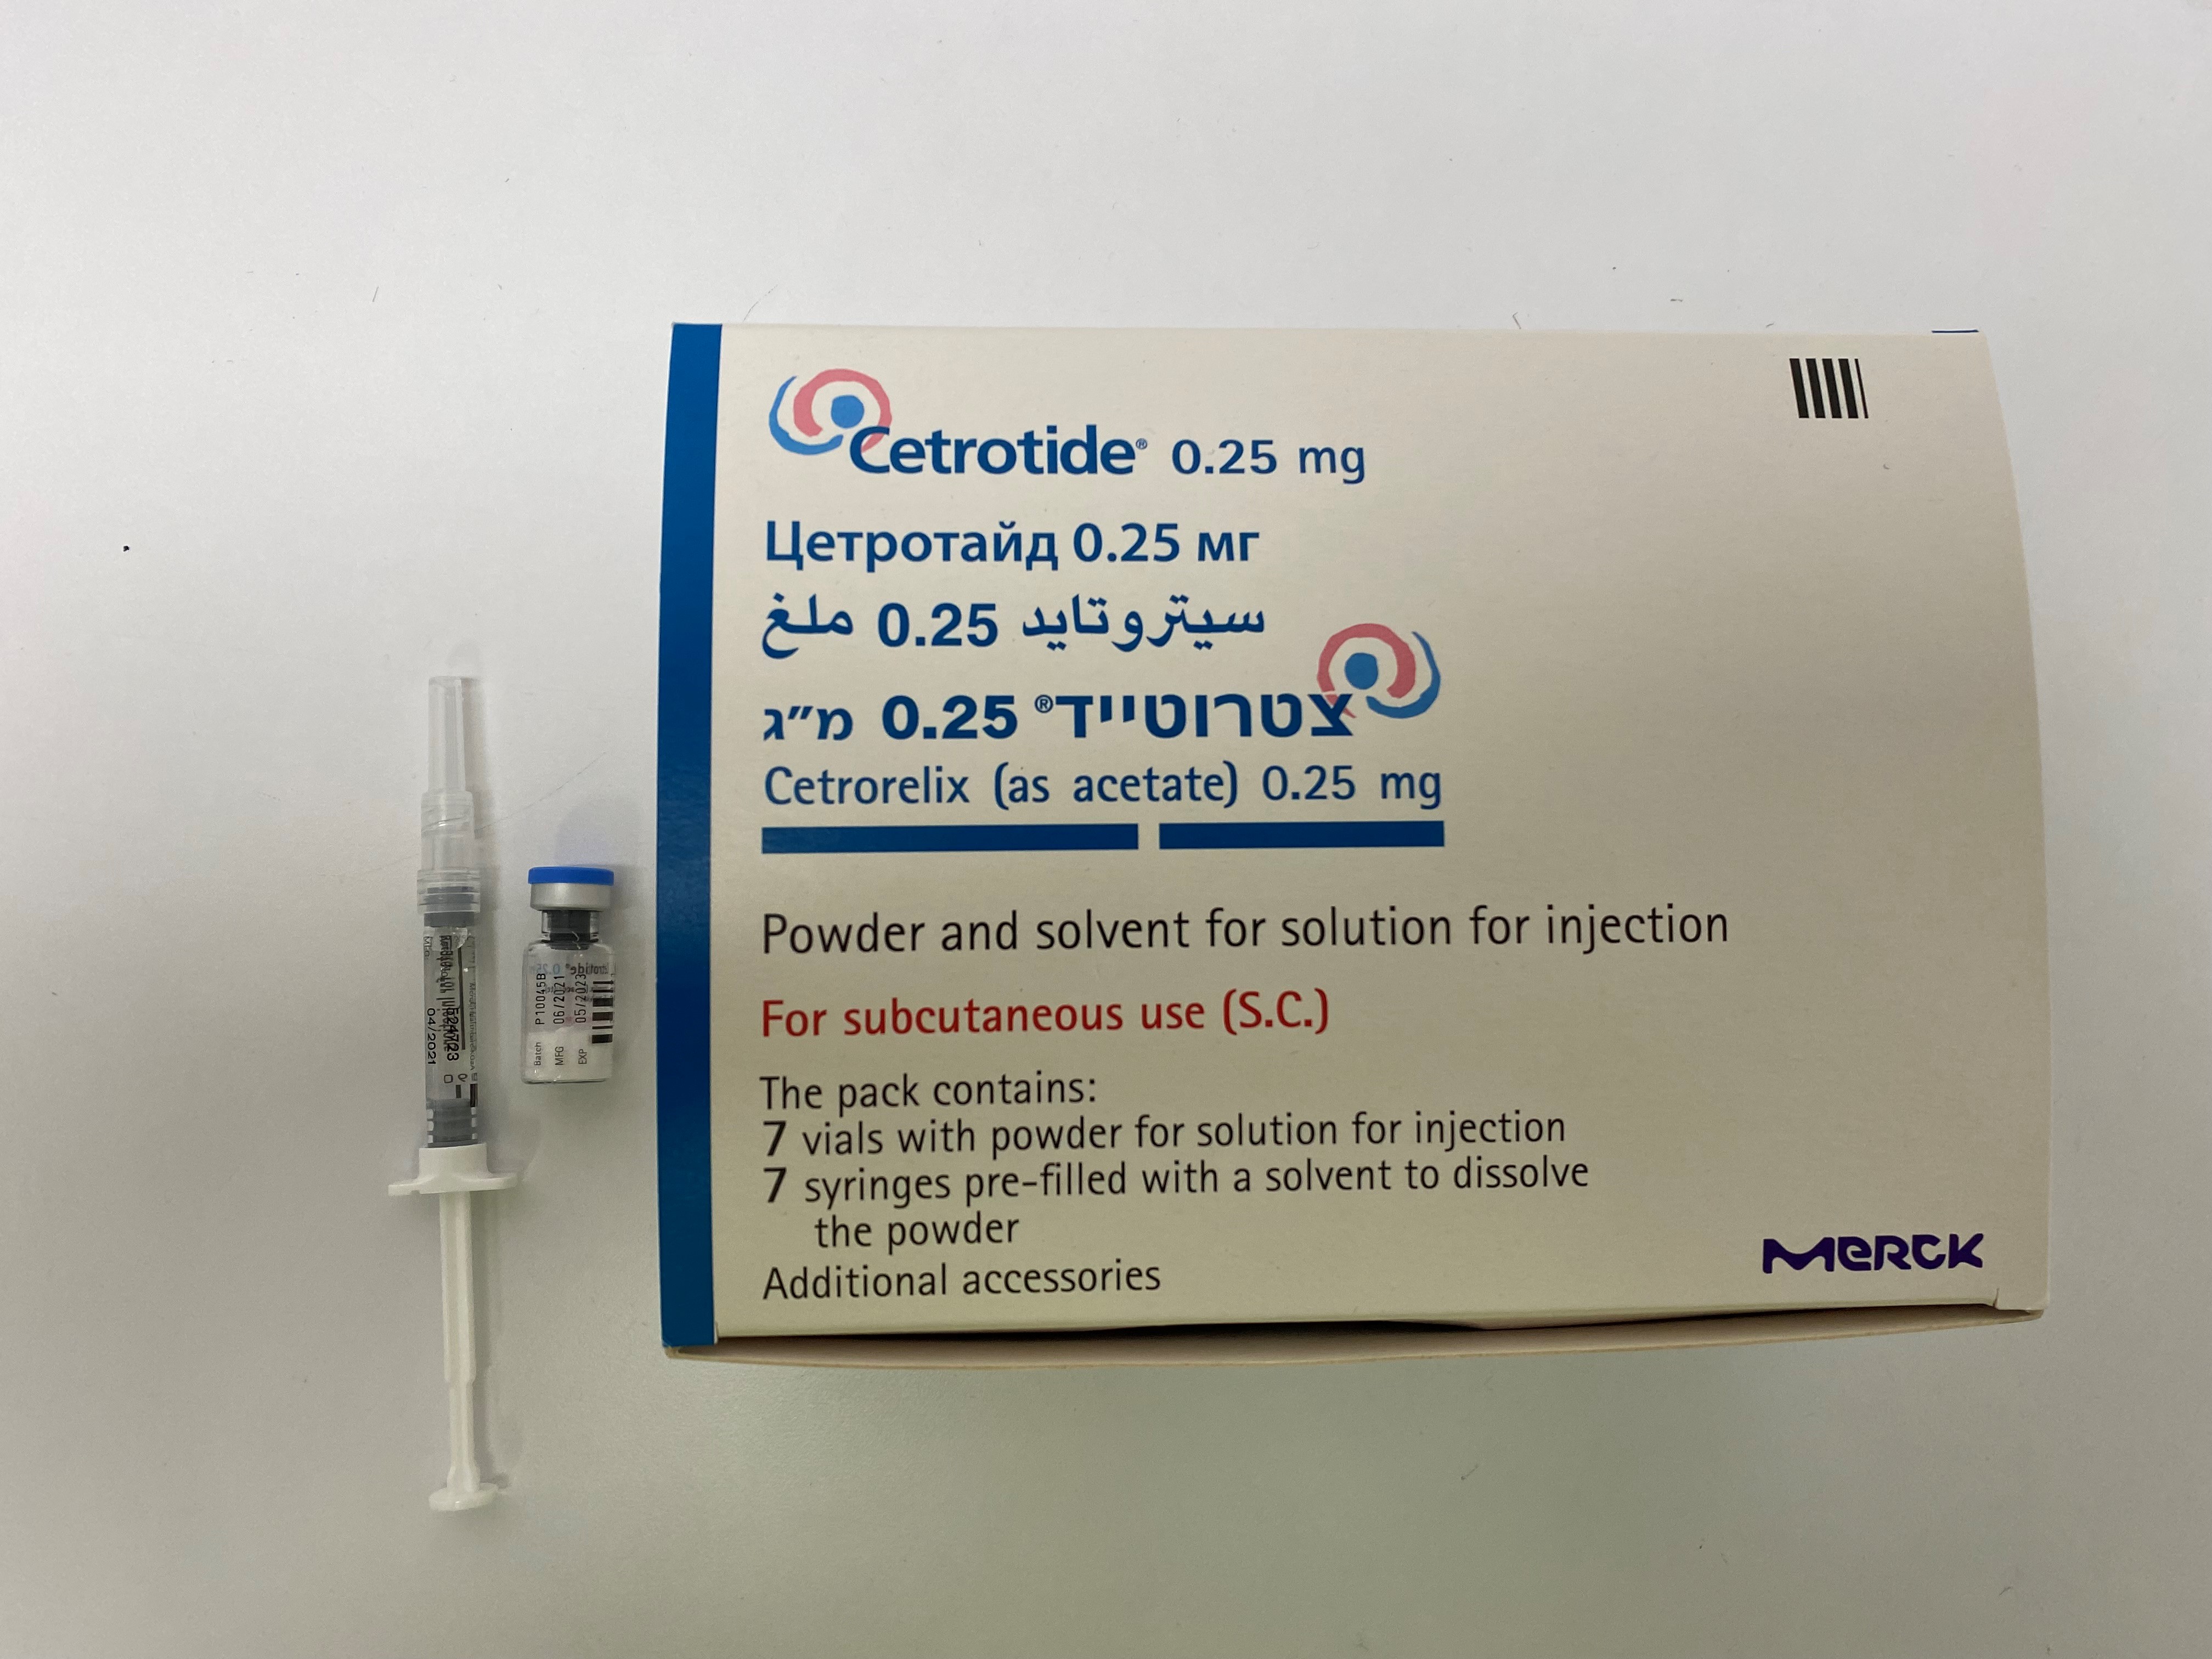 Cetrotide® 0.25 mg
Цетротайд 0.25 мг
سيتروتايد 0.25 ملغ
צטרוטייד® 0.25 מ"ג
Cetrorelix (as acetate) 0.25 mg
Powder and solvent for solution for injection
For subcutaneous use (S.C.)
The pack contains:
7 vials with powder for solution for injection
7 syringes pre-filled with a solvent to dissolve
the powder
Additional accessories
MERCK
Batch P10045B
MFG 06/2021
EXP 05/2023
04/2021